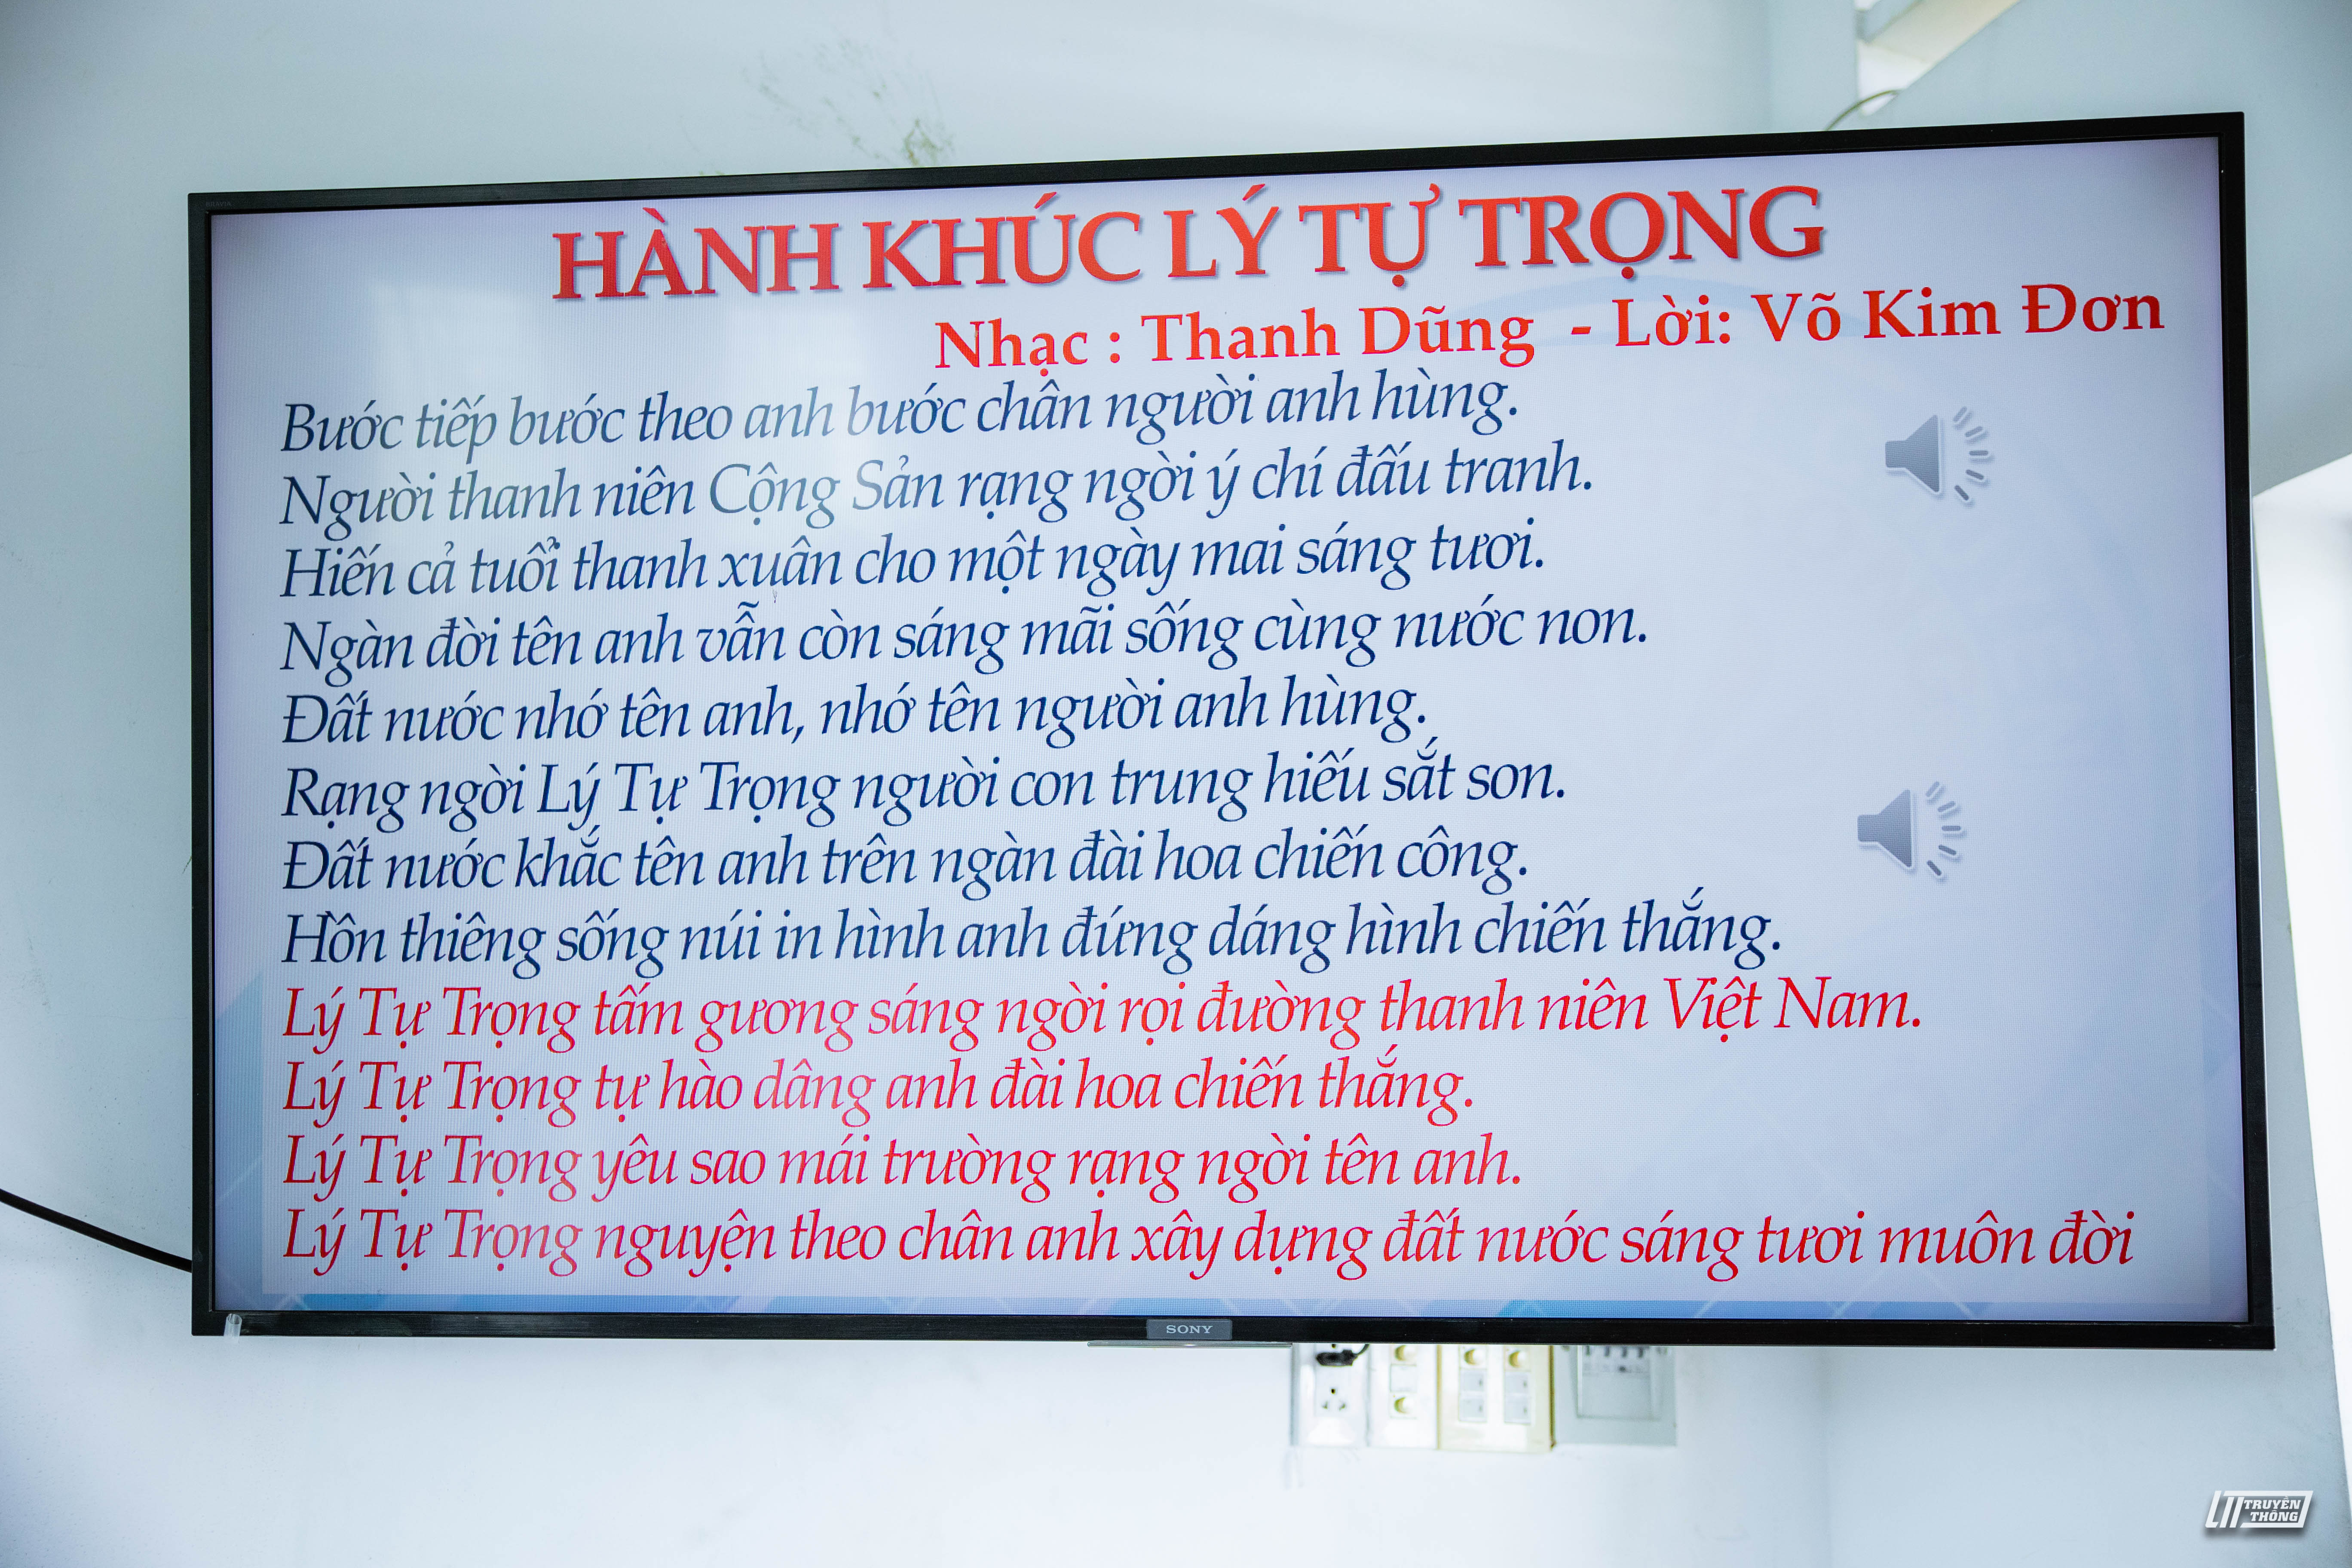 HÀNH KHÚC LÝ TỰ TRỌNG
Nhạc : Thanh Dũng - Lời: Võ Kim Đơn
Bước tiếp bước theo anh bước chân người anh hùng.
Người thanh niên Cộng Sản rạng ngời ý chí đấu tranh.
Hiến cả tuổi thanh xuân cho một ngày mai sáng tươi.
Ngàn đời tên anh vẫn còn sáng mãi sống cùng nước non.
Đất nước nhớ tên anh, nhớ tên người anh hùng.
Rạng ngời Lý Tự Trọng người con trung hiếu sắt son.
Đất nước khắc tên anh trên ngàn đài hoa chiến công.
Hồn thiêng sống núi in hình anh đứng dáng hình chiến thắng.
Lý Tự Trọng tấm gương sáng ngời rọi đường thanh niên Việt Nam.
Lý Tự Trọng tự hào dâng anh đài hoa chiến thắng.
Lý Tự Trọng yêu sao mái trường rạng ngời tên anh.
Lý Tự Trọng nguyện theo chân anh xây dựng đất nước sáng tươi muôn đời
SONY
LTT TRUYỀN
THÔNG